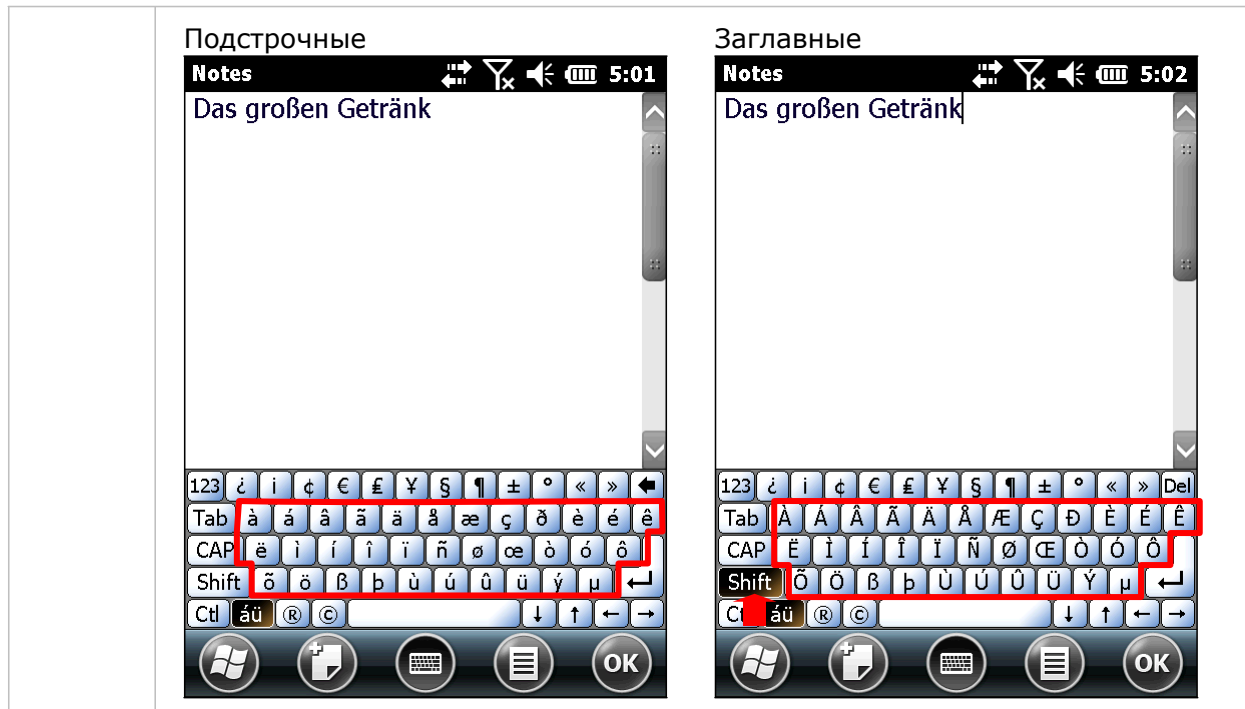 Подстрочные
Заглавные
Notes 5:01
Das großen Getränk
123 ¿ ¡ ¢ € £ ¥ § ¶ ± º « »
Tab à á â ã ä å æ ç ð è é ê
CAP ë ì í î ï ñ ø œ ò ó ô
Shift õ ö ß þ ù ú û ü ý µ
Ctl áü ® © ↓ ↑ ← →
OK
Notes 5:02
Das großen Getränk
123 ¿ ¡ ¢ € £ ¥ § ¶ ± º « » Del
Tab À Á Â Ã Ä Å Æ Ç Ð È É Ê
CAP Ë Ì Í Î Ï Ñ Ø Œ Ò Ó Ô
Shift Õ Ö ß þ Ù Ú Û Ü Ý µ
áü ® © ↓ ↑ ← →
OK